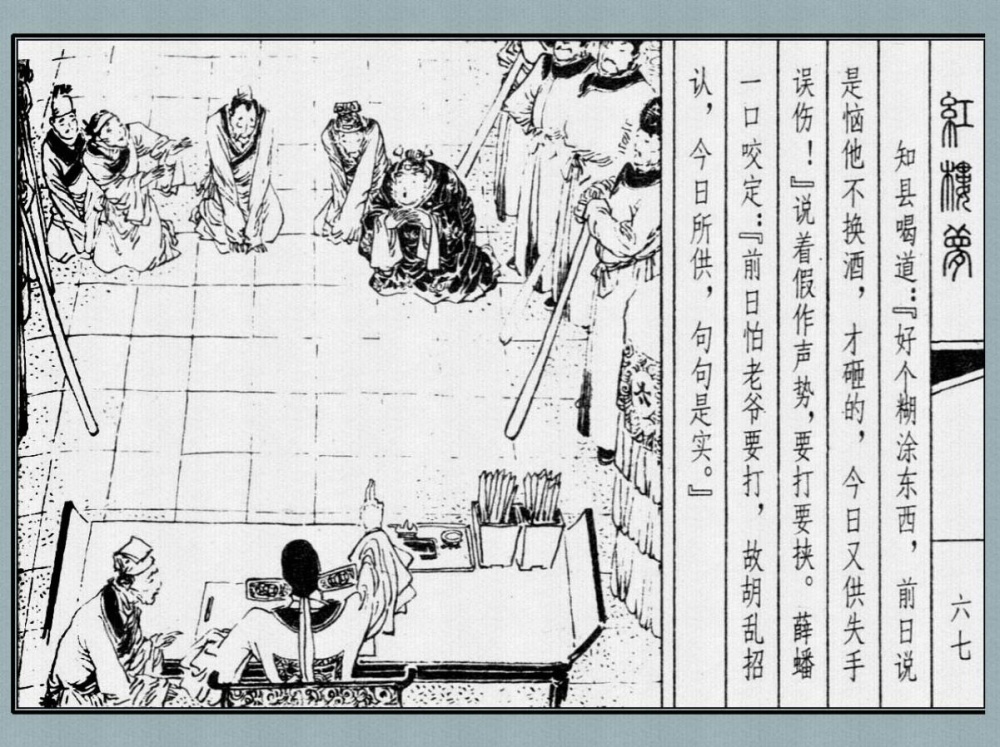 紅樓夢
六七
知县喝道：『好个糊涂东西，前日说
是恼他不换酒，才砸的，今日又供失手
误伤！』说着假作声势，要打要挟。薛蟠
一口咬定：『前日怕老爷要打，故胡乱招
认，今日所供，句句是实。』